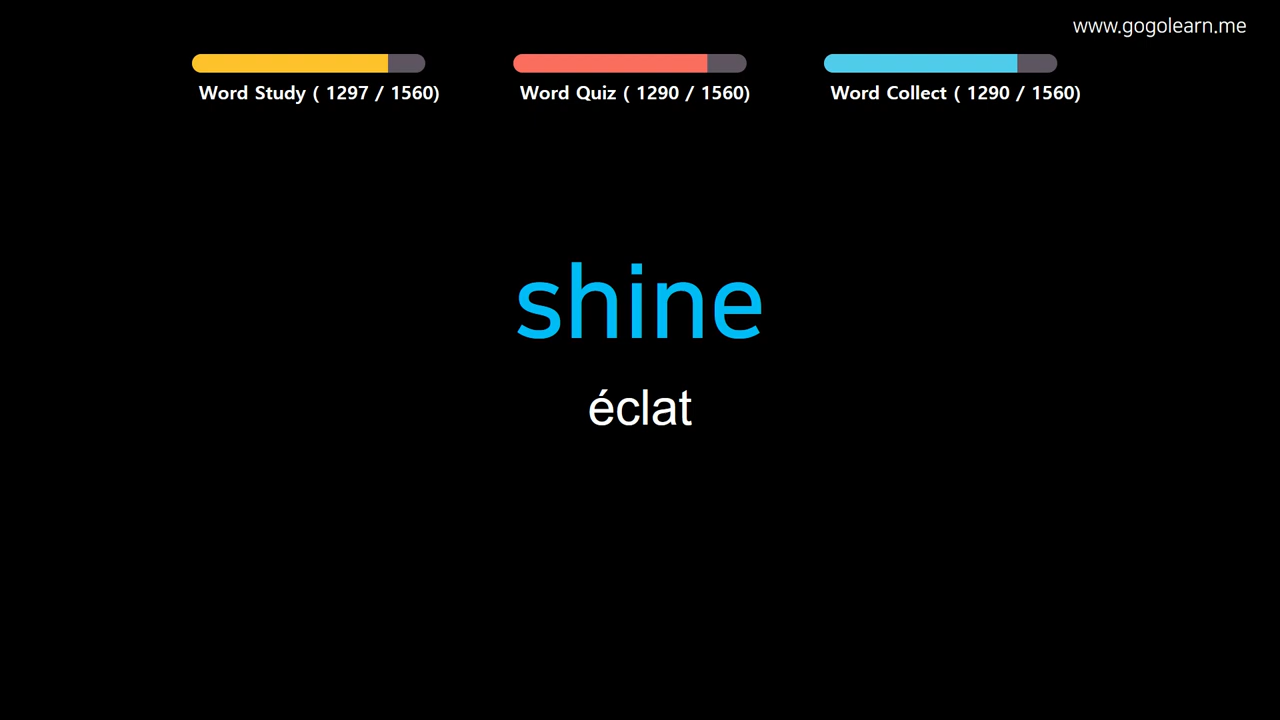 www.gogolearn.me
Word Study ( 1297 / 1560)
Word Quiz ( 1290 / 1560)
Word Collect ( 1290 / 1560)
shine
éclat